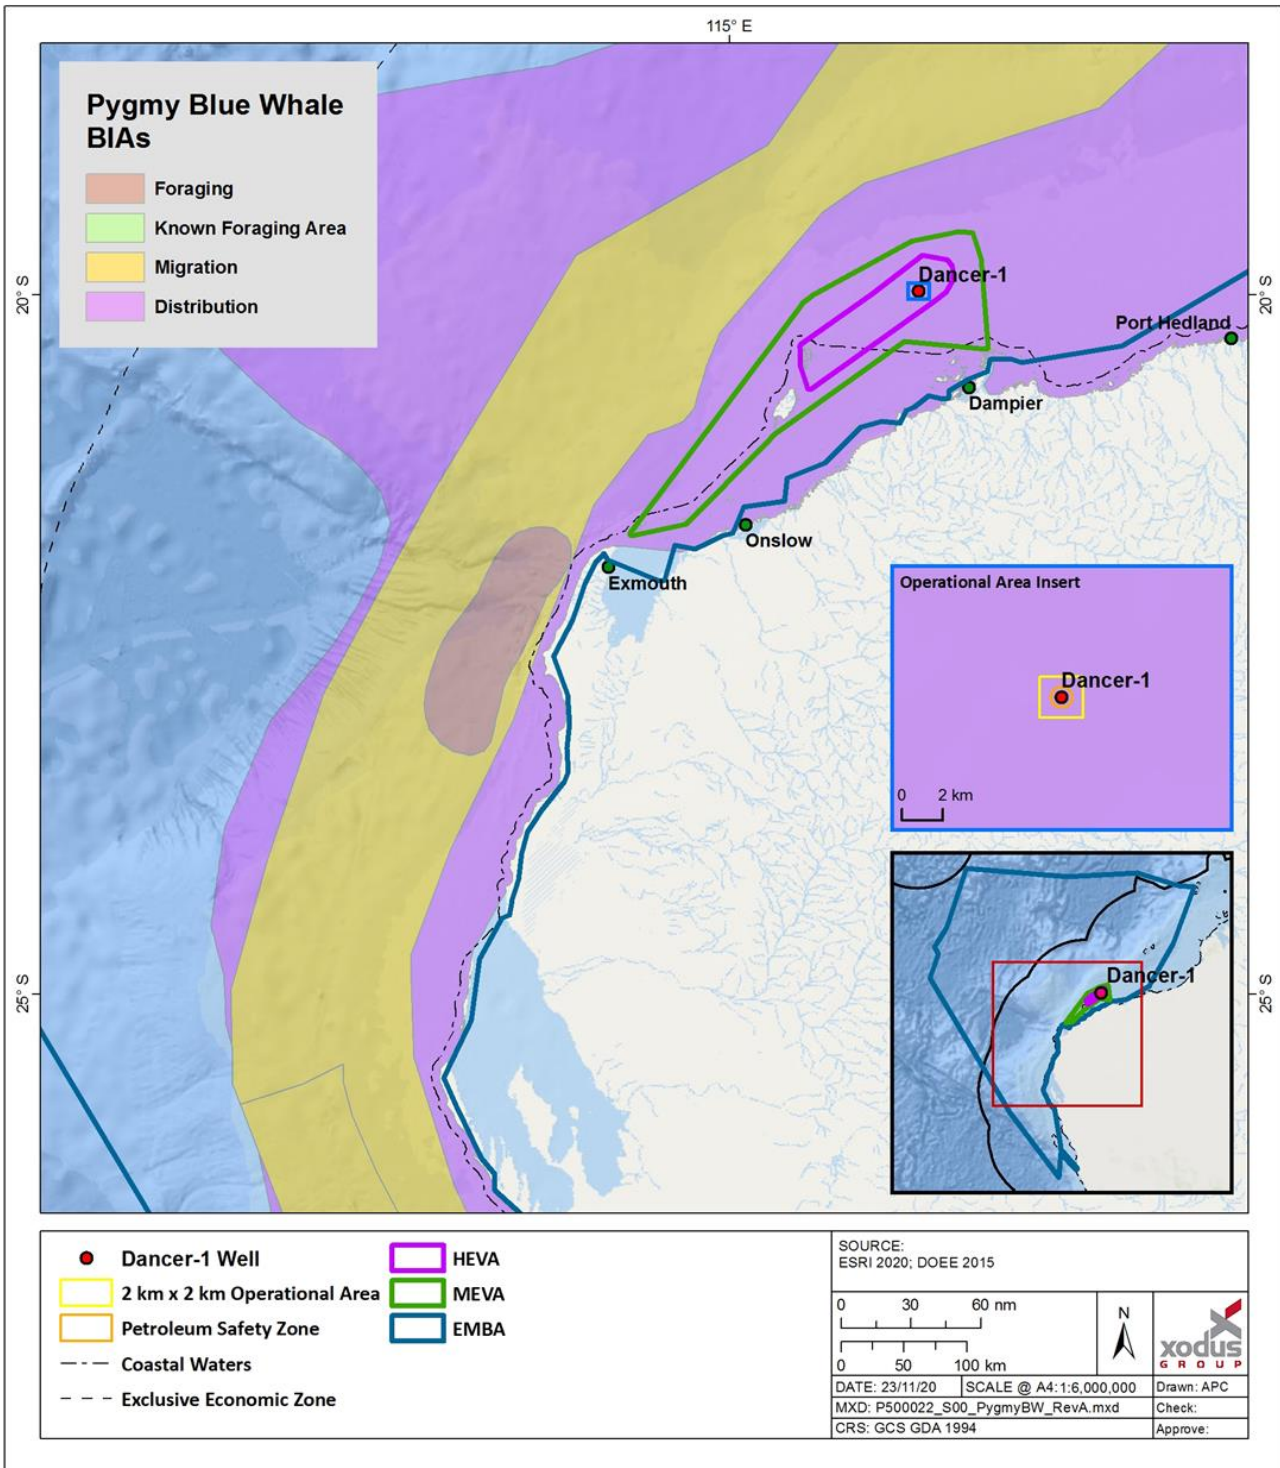 115° E
Pygmy Blue Whale
BIAs
Foraging
Known Foraging Area
Migration
Distribution
20° S
20° S
Dancer-1
Port Hedland
Dampier
Onslow
Exmouth
Operational Area Insert
Dancer-1
0 2 km
Dancer-1
25° S
25° S
Dancer-1 Well
2 km x 2 km Operational Area
Petroleum Safety Zone
Coastal Waters
Exclusive Economic Zone
HEVA
MEVA
EMBA
SOURCE:
ESRI 2020; DOEE 2015
0 30 60 nm
0 50 100 km
N
xodus
GROUP
DATE: 23/11/20
SCALE @ A4:1:6,000,000
Drawn: APC
MXD: P500022_S00_PygmyBW_RevA.mxd
Check:
CRS: GCS GDA 1994
Approve: